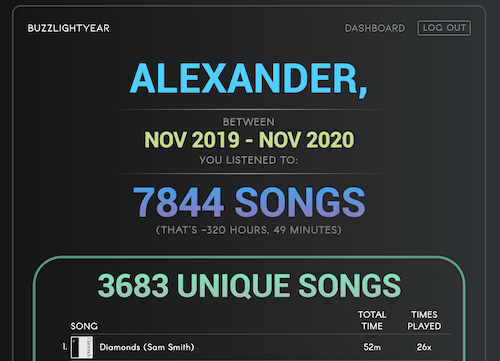 BUZZLIGHTYEAR DASHBOARD LOG OUT
ALEXANDER,
BETWEEN
NOV 2019 - NOV 2020
YOU LISTENED TO:
7844 SONGS
(THAT'S ~320 HOURS, 49 MINUTES)
3683 UNIQUE SONGS
SONG TOTAL TIME TIMES PLAYED
1. Diamonds (Sam Smith) 52m 26x